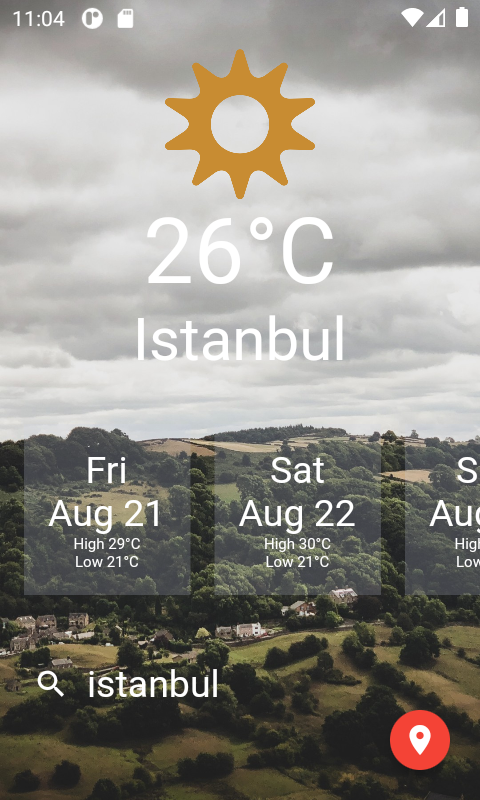 11:04
26°C
Istanbul
Fri
Aug 21
High 29°C
Low 21°C
Sat
Aug 22
High 30°C
Low 21°C
istanbul